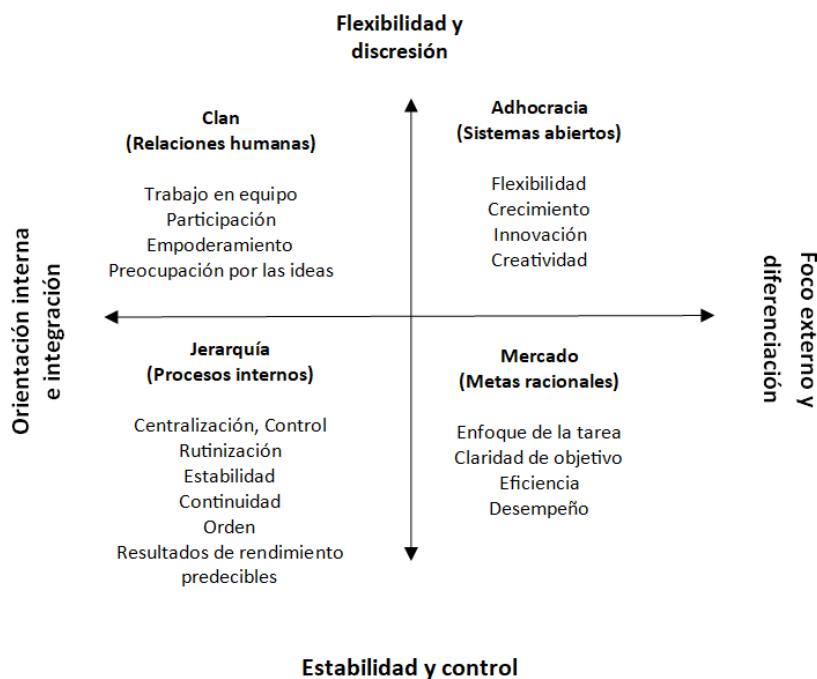 Flexibilidad y
discresión
Clan
(Relaciones humanas)
Trabajo en equipo
Participación
Empoderamiento
Preocupación por las ideas
Adhocracia
(Sistemas abiertos)
Flexibilidad
Crecimiento
Innovación
Creatividad
Orientación interna
e integración
Foco externo y
diferenciación
Jerarquía
(Procesos internos)
Centralización, Control
Rutinización
Estabilidad
Continuidad
Orden
Resultados de rendimiento
predecibles
Mercado
(Metas racionales)
Enfoque de la tarea
Claridad de objetivo
Eficiencia
Desempeño
Estabilidad y control